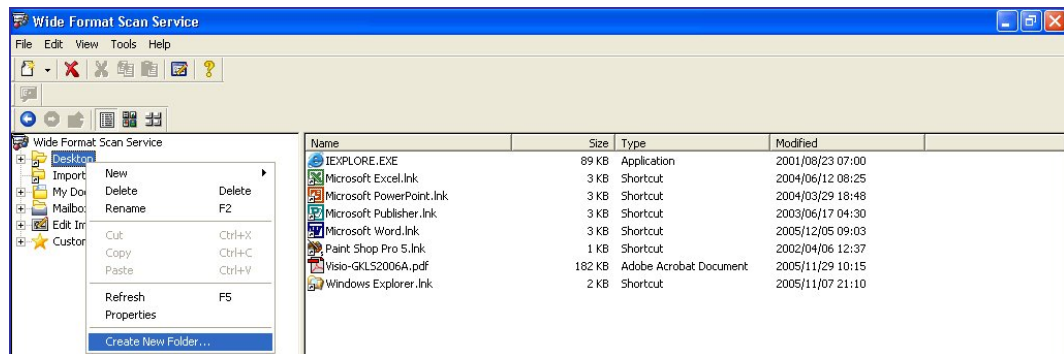 Wide Format Scan Service
File Edit View Tools Help
Wide Format Scan Service
Desktop
Import
My Do
Mailbo
Edit Im
Custor
New
Delete Delete
Rename F2
Cut Ctrl+X
Copy Ctrl+C
Paste Ctrl+V
Refresh F5
Properties
Create New Folder...
Name Size Type Modified
IEXPLORE.EXE 89 KB Application 2001/08/23 07:00
Microsoft Excel.lnk 3 KB Shortcut 2004/06/12 08:25
Microsoft PowerPoint.lnk 3 KB Shortcut 2004/03/29 18:48
Microsoft Publisher.lnk 3 KB Shortcut 2003/06/17 04:30
Microsoft Word.lnk 3 KB Shortcut 2005/12/05 09:03
Paint Shop Pro 5.lnk 1 KB Shortcut 2002/04/06 12:37
Visio-GKLS2006A.pdf 182 KB Adobe Acrobat Document 2005/11/29 10:15
Windows Explorer.lnk 2 KB Shortcut 2005/11/07 21:10